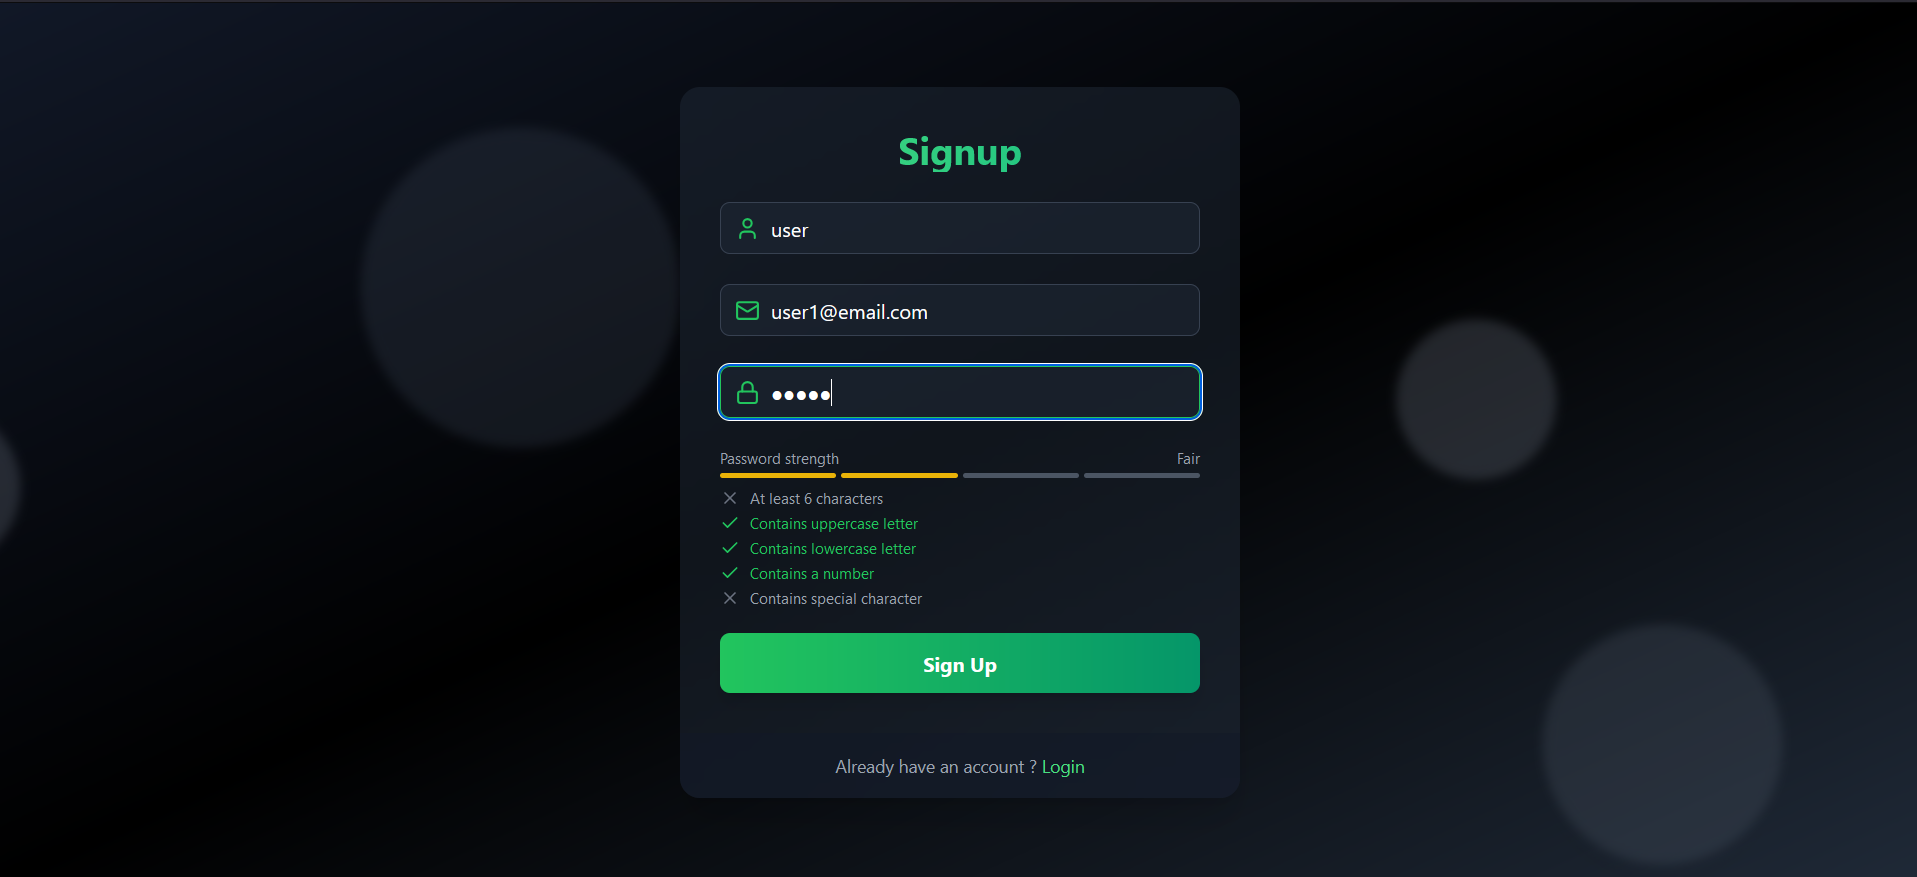 Signup
user
user1@email.com
●●●●●
Password strength Fair
At least 6 characters
Contains uppercase letter
Contains lowercase letter
Contains a number
Contains special character
Sign Up
Already have an account ? Login